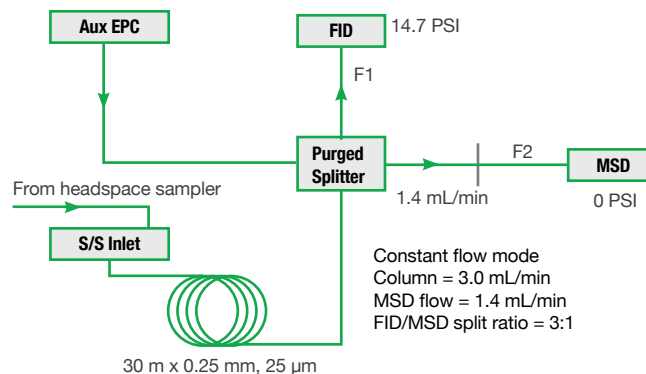 Aux EPC
FID
14.7 PSI
F1
Purged
Splitter
F2
MSD
1.4 mL/min
0 PSI
From headspace sampler
S/S Inlet
Constant flow mode
Column = 3.0 mL/min
MSD flow = 1.4 mL/min
FID/MSD split ratio = 3:1
30 m x 0.25 mm, 25 µm